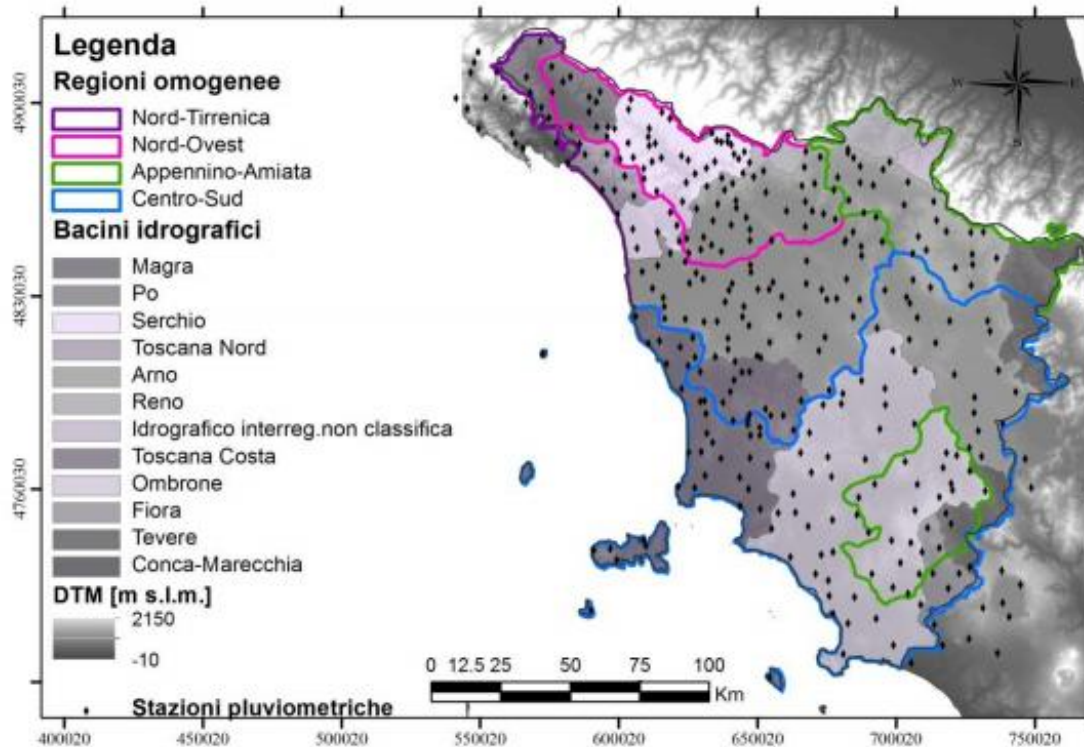 Legenda
Regioni omogenee
Nord-Tirrenica
Nord-Ovest
Appennino-Amiata
Centro-Sud
Bacini idrografici
Magra
Po
Serchio
Toscana Nord
Arno
Reno
Idrografico interreg.non classifica
Toscana Costa
Ombrone
Fiora
Tevere
Conca-Marecchia
DTM [m s.l.m.]
2150
-10
Stazioni pluviometriche
N
W E
S
4900030
4830030
4760030
0 12.5 25 50 75 100
Km
400020 450020 500020 550020 600020 650020 700020 750020